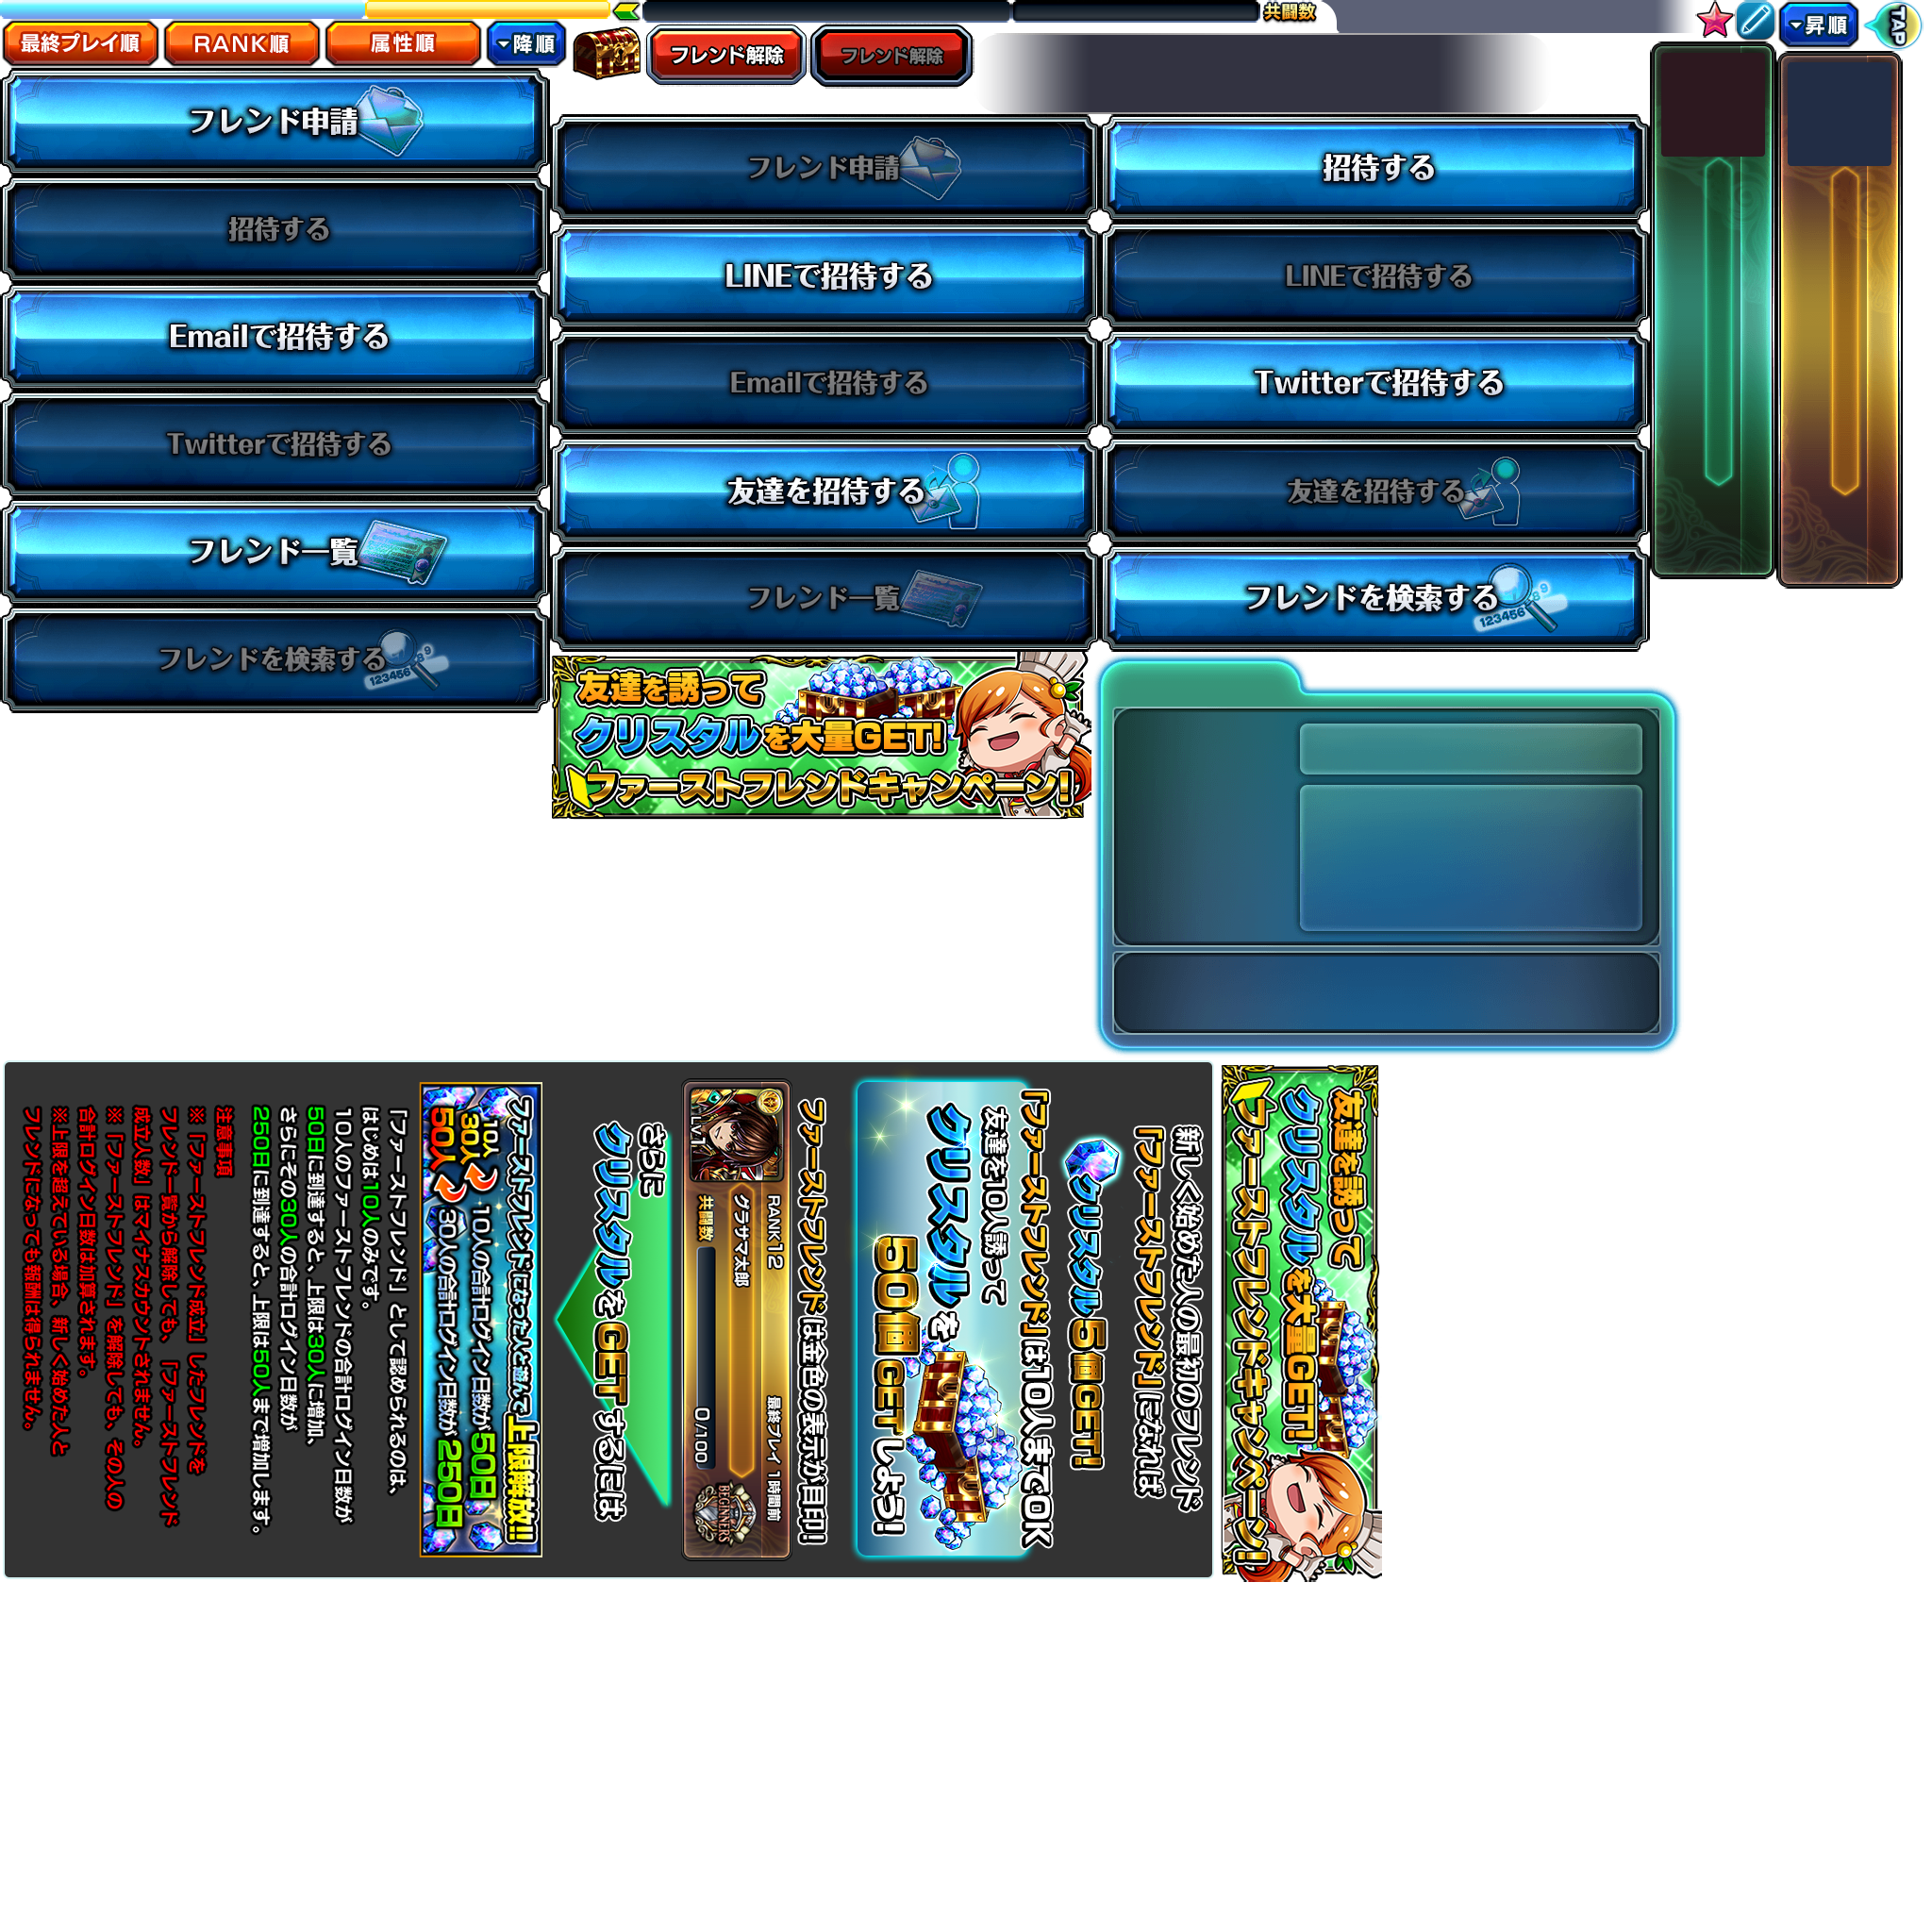 共闘数
TAP
最終プレイ順
RANK順
属性順
降順
フレンド解除
フレンド解除
昇順
フレンド申請
フレンド申請
招待する
招待する
LINEで招待する
LINEで招待する
Emailで招待する
Emailで招待する
Twitterで招待する
Twitterで招待する
友達を招待する
友達を招待する
フレンド一覧
フレンド一覧
フレンドを検索する
123456 8 9
フレンドを検索する
123456 8 9
友達を誘って
クリスタルを大量GET!
ファーストフレンドキャンペーン!
友達を誘って
クリスタルを大量GET!
ファーストフレンドキャンペーン!
新しく始めた人の最初のフレンド
「ファーストフレンド」になれば
クリスタル5個GET!
「ファーストフレンド」は10人までOK
友達を10人誘って
クリスタルを
50個GETしよう!
ファーストフレンドは金色の表示が目印!
RANK12
最終プレイ 1時間前
グラサマ太郎
LV1
共闘数
0/100
BEGINNERS
さらに
クリスタルをGETするには
ファーストフレンドになった人と遊んで上限解放!!
10人
30人
50人
10人の合計ログイン日数が50日
30人の合計ログイン日数が250日
「ファーストフレンド」として認められるのは、
はじめは10人のみです。
10人のファーストフレンドの合計ログイン日数が
50日に到達すると、上限は30人に増加、
さらにその30人の合計ログイン日数が
250日に到達すると、上限は50人まで増加します。
注意事項
※「ファーストフレンド成立」したフレンドを
フレンド一覧から解除しても、「ファーストフレンド
成立人数」はマイナスカウントされません。
※「ファーストフレンド」を解除しても、その人の
合計ログイン日数は加算されます。
※上限を超えている場合、新しく始めた人と
フレンドになっても報酬は得られません。